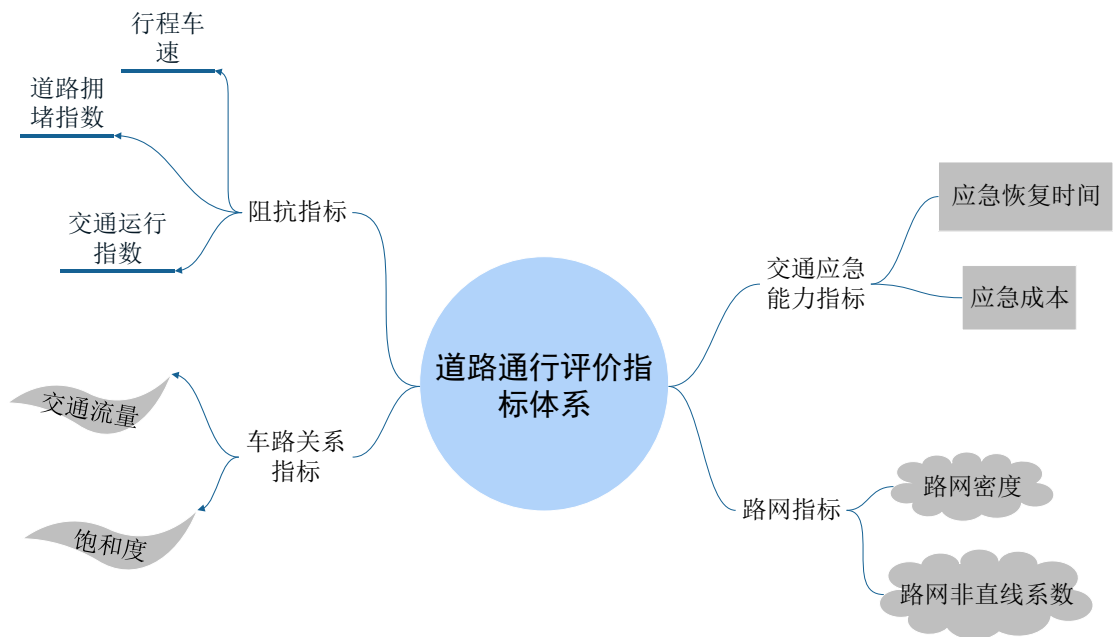 行程车
速
道路拥
堵指数
交通运行
指数
阻抗指标
交通流量
饱和度
车路关系
指标
道路通行评价指
标体系
交通应急
能力指标
应急恢复时间
应急成本
路网指标
路网密度
路网非直线系数